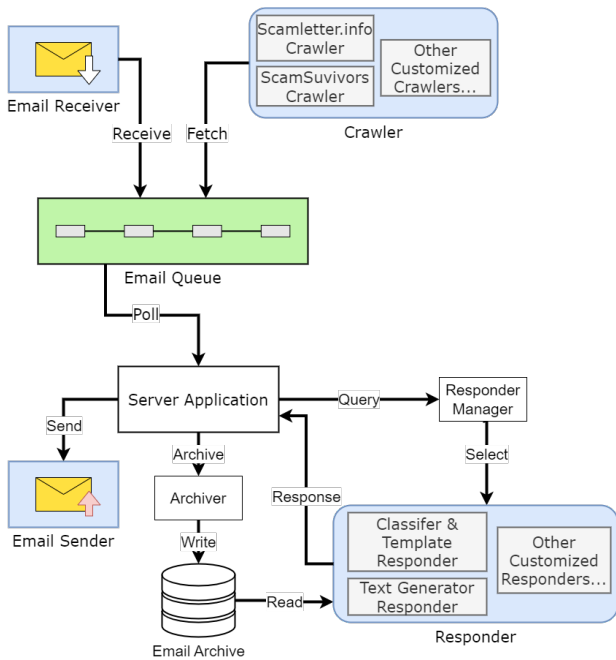 Scamletter.info
Crawler
ScamSuvivors
Crawler
Other
Customized
Crawlers...
Email Receiver
Crawler
Receive
Fetch
Email Queue
Poll
Server Application
Query
Responder
Manager
Send
Archive
Select
Email Sender
Archiver
Response
Write
Classifer &
Template
Responder
Other
Customized
Responders...
Text Generator
Responder
Read
Email Archive
Responder